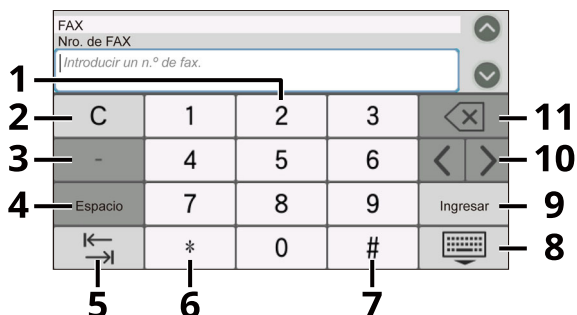 FAX
Nro. de FAX
Introducir un n.º de fax.
1
2 C 1 2 3 11
3 - 4 5 6 10
4 Espacio 7 8 9 Ingresar 9
* 0 # 8
5 6 7